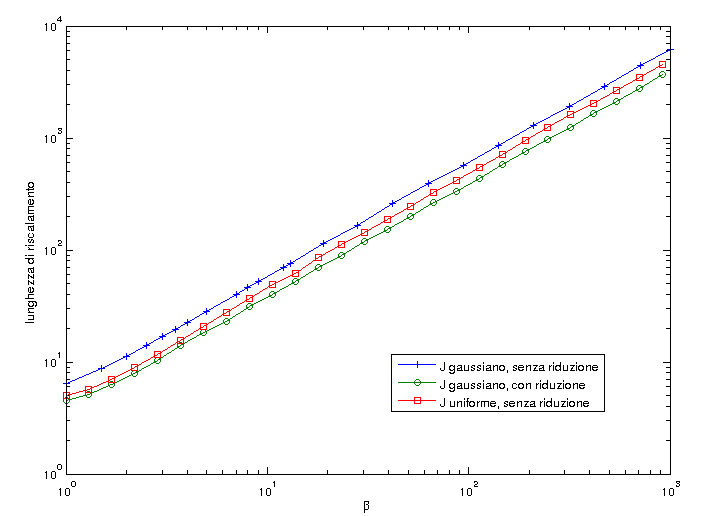 10^4
10^3
10^2
10^1
10^0
lunghezza di riscalamento
J gaussiano, senza riduzione
J gaussiano, con riduzione
J uniforme, senza riduzione
10^0 10^1 10^2 10^3
β